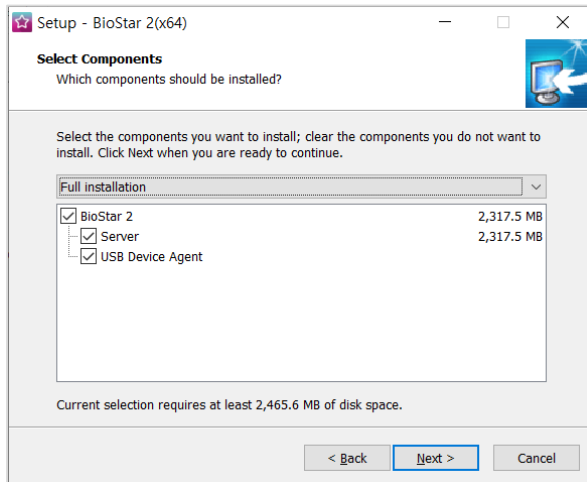 Setup - BioStar 2(x64)
Select Components
Which components should be installed?
Select the components you want to install; clear the components you do not want to
install. Click Next when you are ready to continue.
Full installation
BioStar 2 2,317.5 MB
Server 2,317.5 MB
USB Device Agent
Current selection requires at least 2,465.6 MB of disk space.
< Back Next > Cancel